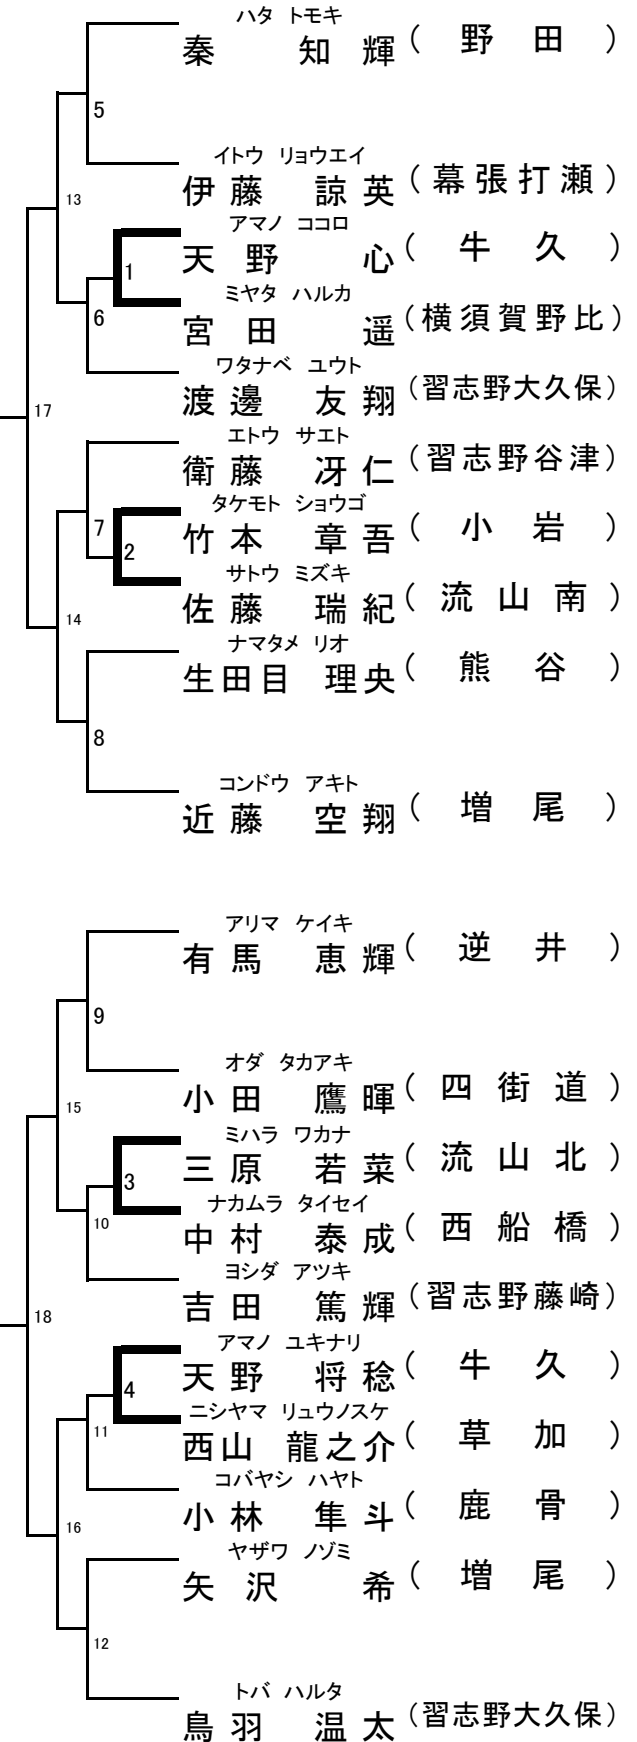 ハタ トモキ
秦 知輝 (野田)
5
イトウ リョウエイ
伊藤 諒英 (幕張打瀬)
13
アマノ ココロ
天野 心 (牛久)
1
ミヤタ ハルカ
宮田 遥 (横須賀野比)
6
ワタナベ ユウト
渡邊 友翔 (習志野大久保)
17
エトウ サエト
衛藤 冴仁 (習志野谷津)
タケモト ショウゴ
竹本 章吾 (小岩)
7
2
サトウ ミズキ
佐藤 瑞紀 (流山南)
14
ナマタメ リオ
生田目 理央 (熊谷)
8
コンドウ アキト
近藤 空翔 (増尾)
アリマ ケイキ
有馬 恵輝 (逆井)
9
オダ タカアキ
小田 鷹暉 (四街道)
15
ミハラ ワカナ
三原 若菜 (流山北)
3
ナカムラ タイセイ
中村 泰成 (西船橋)
10
ヨシダ アツキ
吉田 篤輝 (習志野藤崎)
18
アマノ ユキナリ
天野 将稔 (牛久)
4
ニシヤマ リュウノスケ
西山 龍之介 (草加)
11
コバヤシ ハヤト
小林 隼斗 (鹿骨)
16
ヤザワ ノゾミ
矢沢 希 (増尾)
12
トバ ハルタ
鳥羽 温太 (習志野大久保)